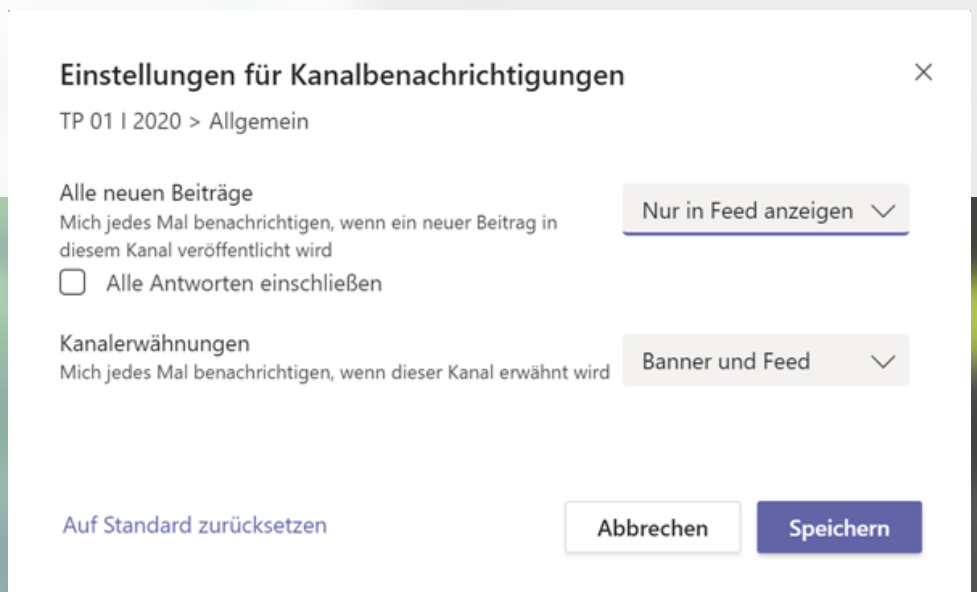 Einstellungen für Kanalbenachrichtigungen
TP 01 I 2020 > Allgemein
Alle neuen Beiträge
Mich jedes Mal benachrichtigen, wenn ein neuer Beitrag in
diesem Kanal veröffentlicht wird
Nur in Feed anzeigen
Alle Antworten einschließen
Kanalerwähnungen
Mich jedes Mal benachrichtigen, wenn dieser Kanal erwähnt wird
Banner und Feed
Auf Standard zurücksetzen
Abbrechen
Speichern